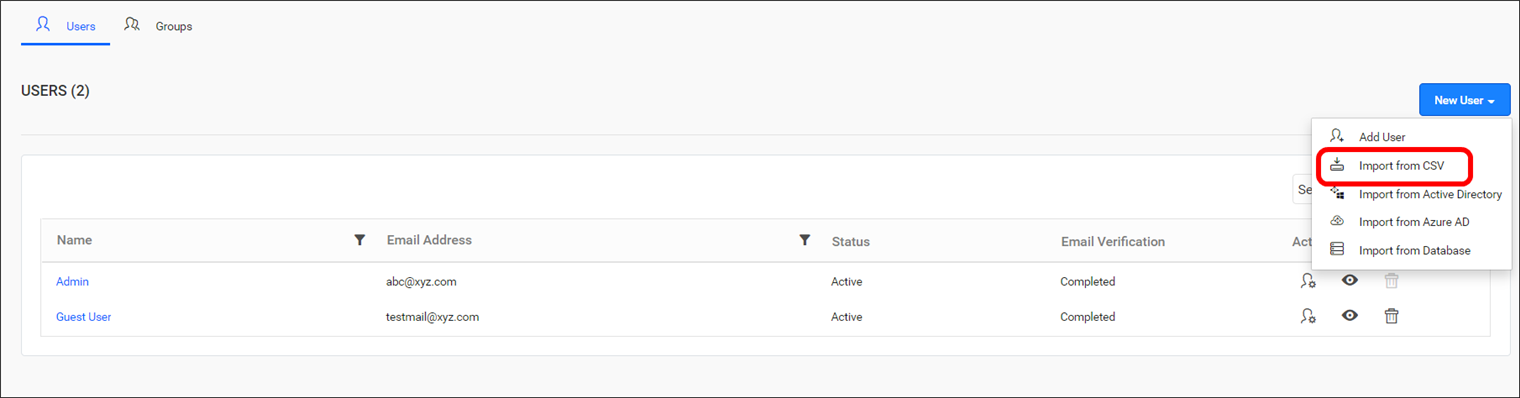 Users Groups
USERS (2)
New User
Add User
Import from CSV
Import from Active Directory
Import from Azure AD
Import from Database
Name Email Address Status Email Verification
Admin abc@xyz.com Active Completed
Guest User testmail@xyz.com Active Completed